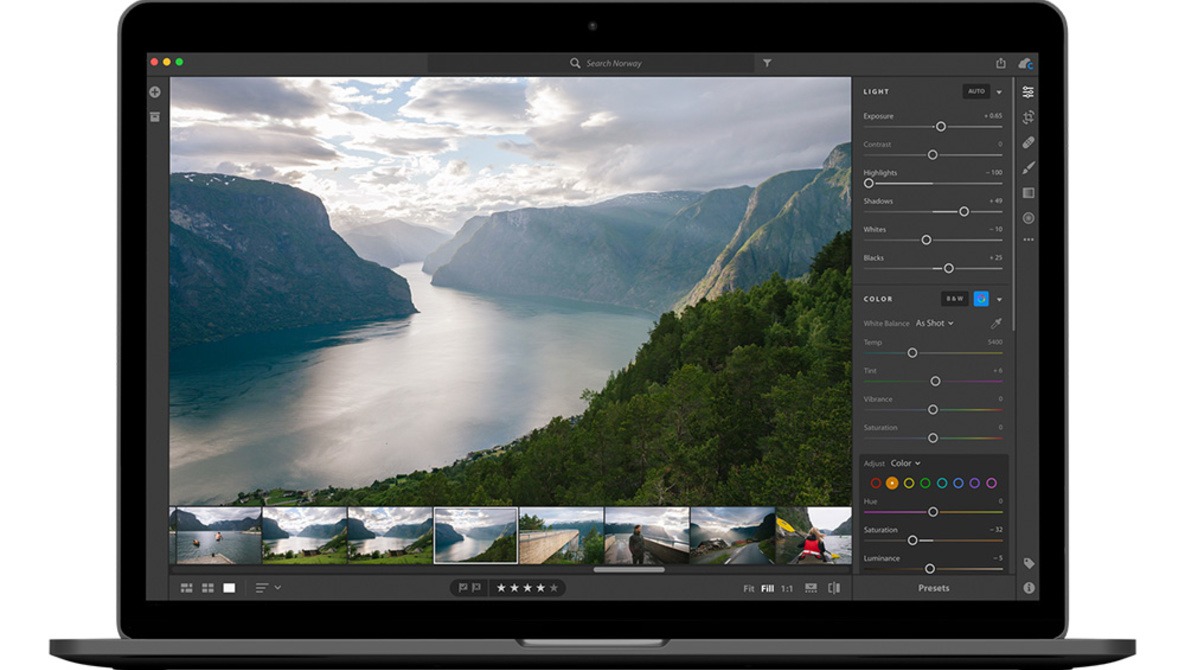 Search Norway
LIGHT AUTO
Exposure + 0.65
Contrast 0
Highlights – 100
Shadows + 49
Whites – 10
Blacks + 25
COLOR B & W
White Balance As Shot
Temp 5400
Tint + 6
Vibrance 0
Saturation 0
Adjust Color
Hue 0
Saturation – 32
Luminance – 5
Fit Fill 1:1
Presets